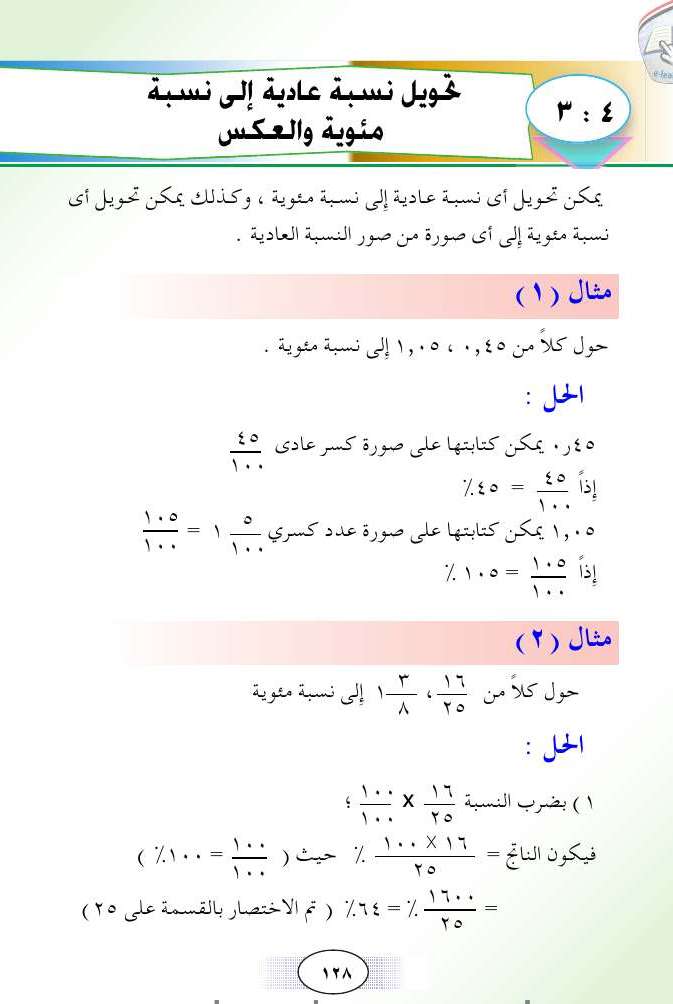 e-lea
٣ : ٤
تحويل نسبة عادية إلى نسبة
مئوية والعكس
يمكن تحويل أى نسبة عادية إلى نسبة مئوية ، وكذلك يمكن تحويل أى
نسبة مئوية إلى أى صورة من صور النسبة العادية .
مثال ( ١ )
حول كلاً من ٠,٤٥ ، ١,٠٥ إلى نسبة مئوية .
الحل :
٠٫٤٥ يمكن كتابتها على صورة كسر عادى ٤٥/١٠٠
إذاً ٤٥/١٠٠ = ٤٥٪
١,٠٥ يمكن كتابتها على صورة عدد كسري ١ ٥/١٠٠ = ١٠٥/١٠٠
إذاً ١٠٥/١٠٠ = ١٠٥ ٪
مثال ( ٢ )
حول كلاً من ١٦/٢٥ ، ١ ٣/٨ إلى نسبة مئوية
الحل :
١ ) بضرب النسبة ١٦/٢٥ × ١٠٠/١٠٠ ؛
فيكون الناتج = ١٦ × ١٠٠/٢٥ ٪ حيث ( ١٠٠/١٠٠ = ١٠٠٪ )
= ١٦٠٠/٢٥ ٪ = ٦٤٪ ( تم الاختصار بالقسمة على ٢٥ )
١٢٨